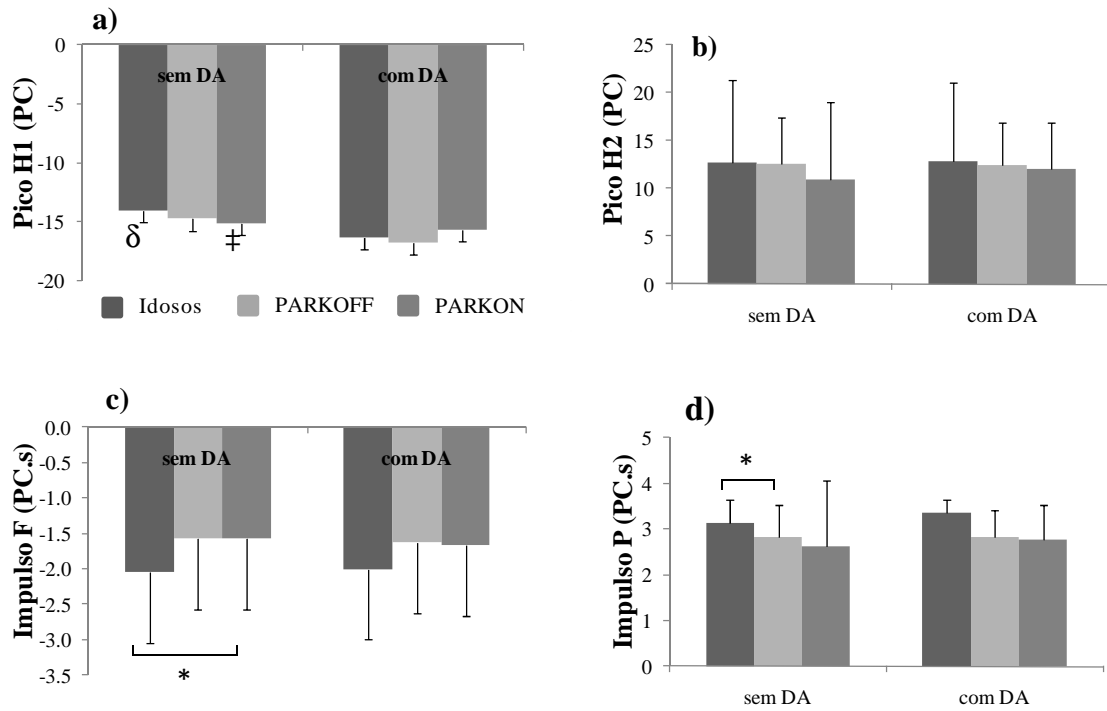 a)
Pico H1 (PC)
0
-5
-10
-15
-20
sem DA
com DA
δ
‡
Idosos PARKOFF PARKON
b)
Pico H2 (PC)
25
20
15
10
5
0
sem DA
com DA
c)
Impulso F (PC.s)
0.0
-0.5
-1.0
-1.5
-2.0
-2.5
-3.0
-3.5
sem DA
com DA
*
d)
Impulso P (PC.s)
5
4
3
2
1
0
*
sem DA
com DA